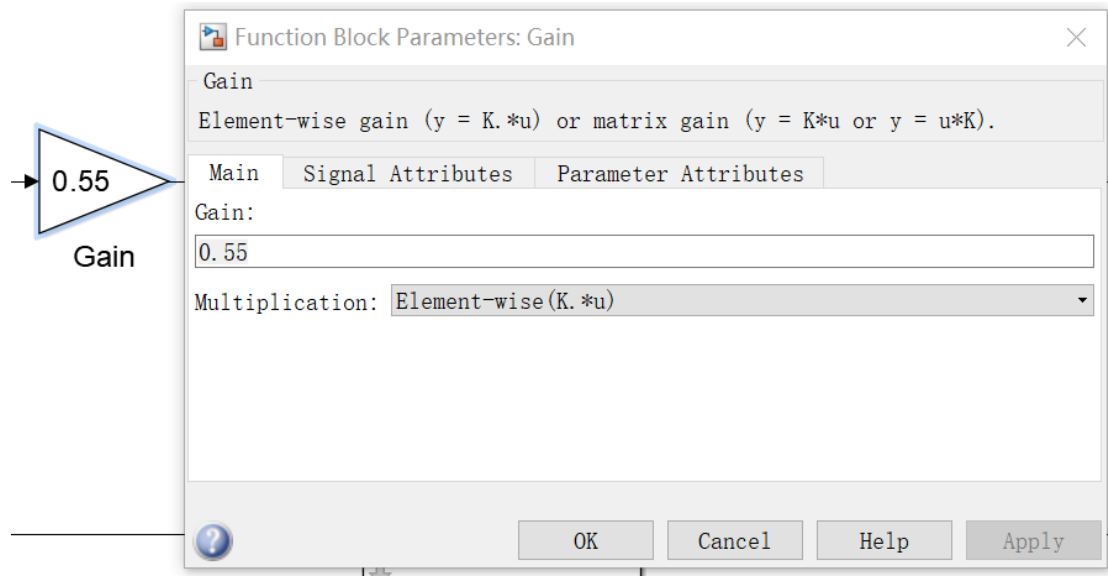 Function Block Parameters: Gain
Gain
Element-wise gain (y = K.*u) or matrix gain (y = K*u or y = u*K).
Main Signal Attributes Parameter Attributes
0.55
Gain
Gain:
0.55
Multiplication: Element-wise(K.*u)
?
OK Cancel Help Apply